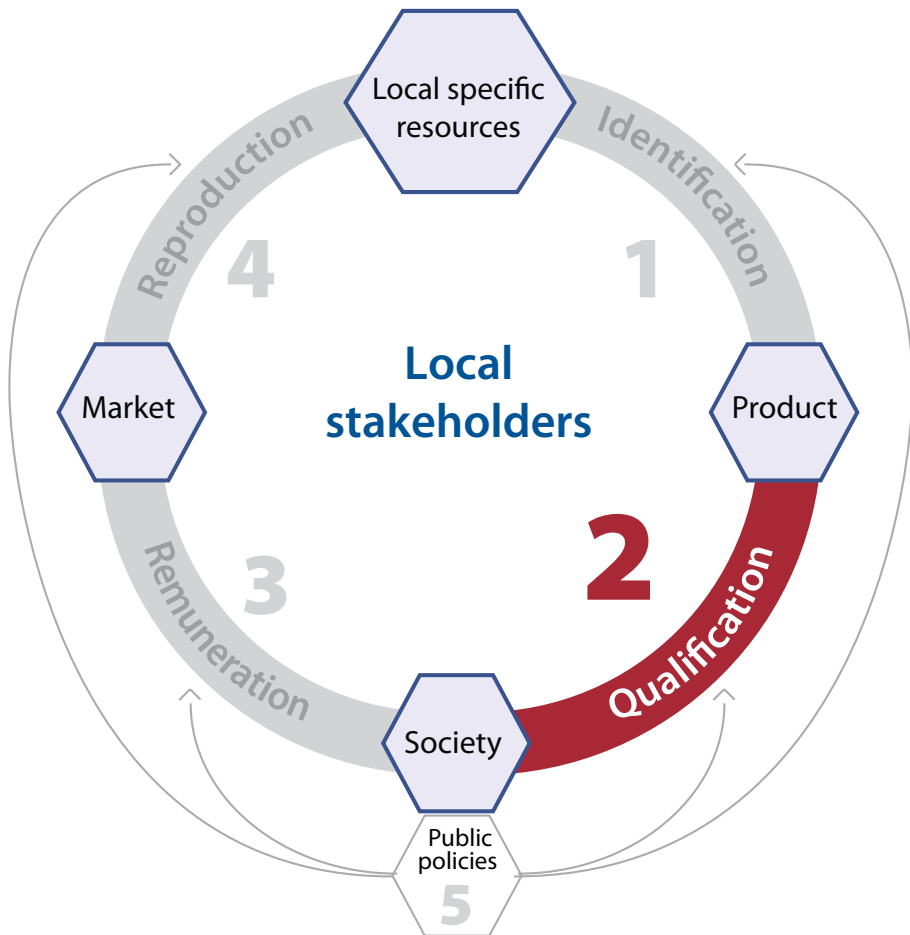 Local specific
resources
Reproduction
Identification
4
1
Local
stakeholders
Market
Product
3
2
Remuneration
Qualification
Society
Public
policies
5